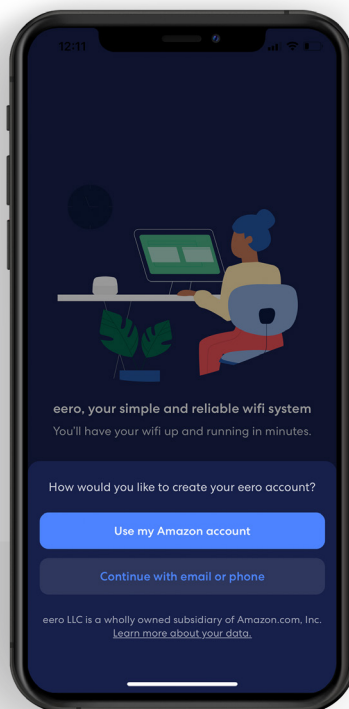 12:11
eero, your simple and reliable wifi system
You'll have your wifi up and running in minutes.
How would you like to create your eero account?
Use my Amazon account
Continue with email or phone
eero LLC is a wholly owned subsidiary of Amazon.com, Inc.
Learn more about your data.